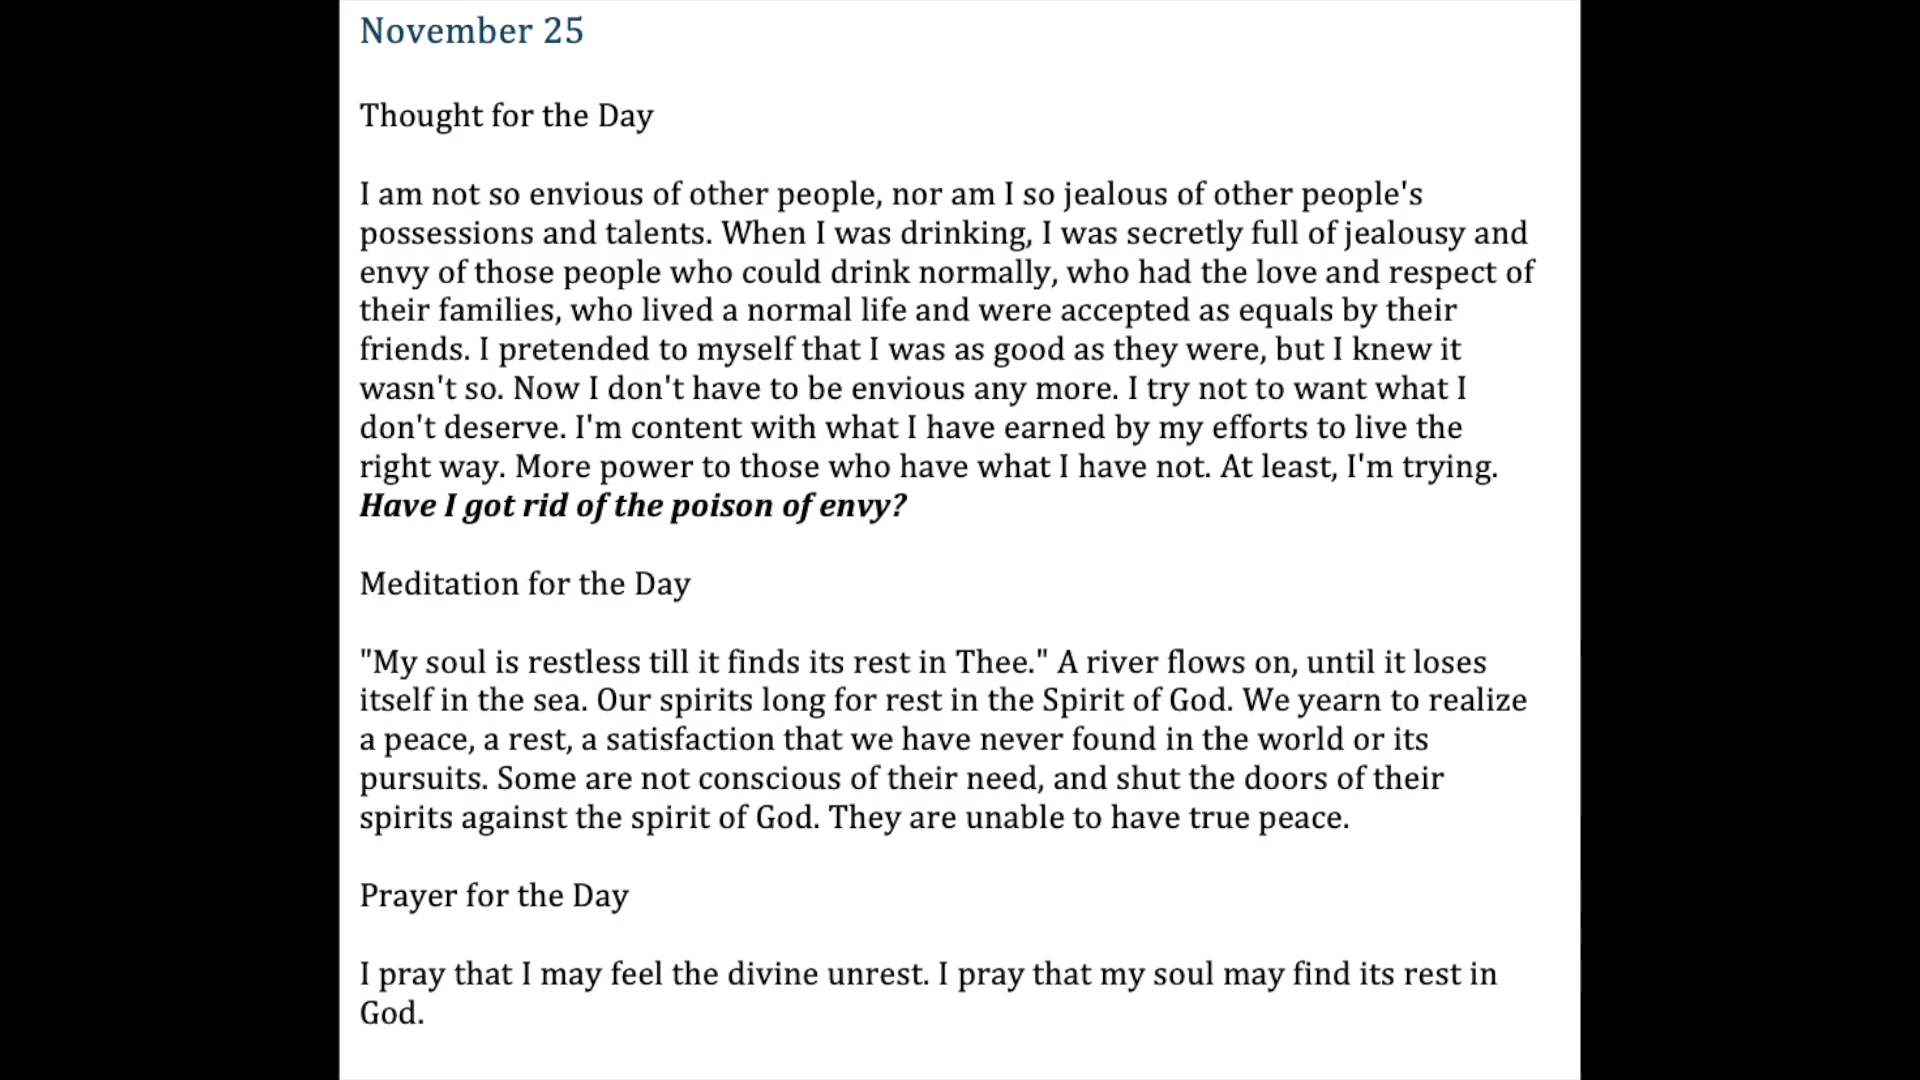 November 25
Thought for the Day
I am not so envious of other people, nor am I so jealous of other people's
possessions and talents. When I was drinking, I was secretly full of jealousy and
envy of those people who could drink normally, who had the love and respect of
their families, who lived a normal life and were accepted as equals by their
friends. I pretended to myself that I was as good as they were, but I knew it
wasn't so. Now I don't have to be envious any more. I try not to want what I
don't deserve. I'm content with what I have earned by my efforts to live the
right way. More power to those who have what I have not. At least, I'm trying.
Have I got rid of the poison of envy?
Meditation for the Day
"My soul is restless till it finds its rest in Thee." A river flows on, until it loses
itself in the sea. Our spirits long for rest in the Spirit of God. We yearn to realize
a peace, a rest, a satisfaction that we have never found in the world or its
pursuits. Some are not conscious of their need, and shut the doors of their
spirits against the spirit of God. They are unable to have true peace.
Prayer for the Day
I pray that I may feel the divine unrest. I pray that my soul may find its rest in
God.